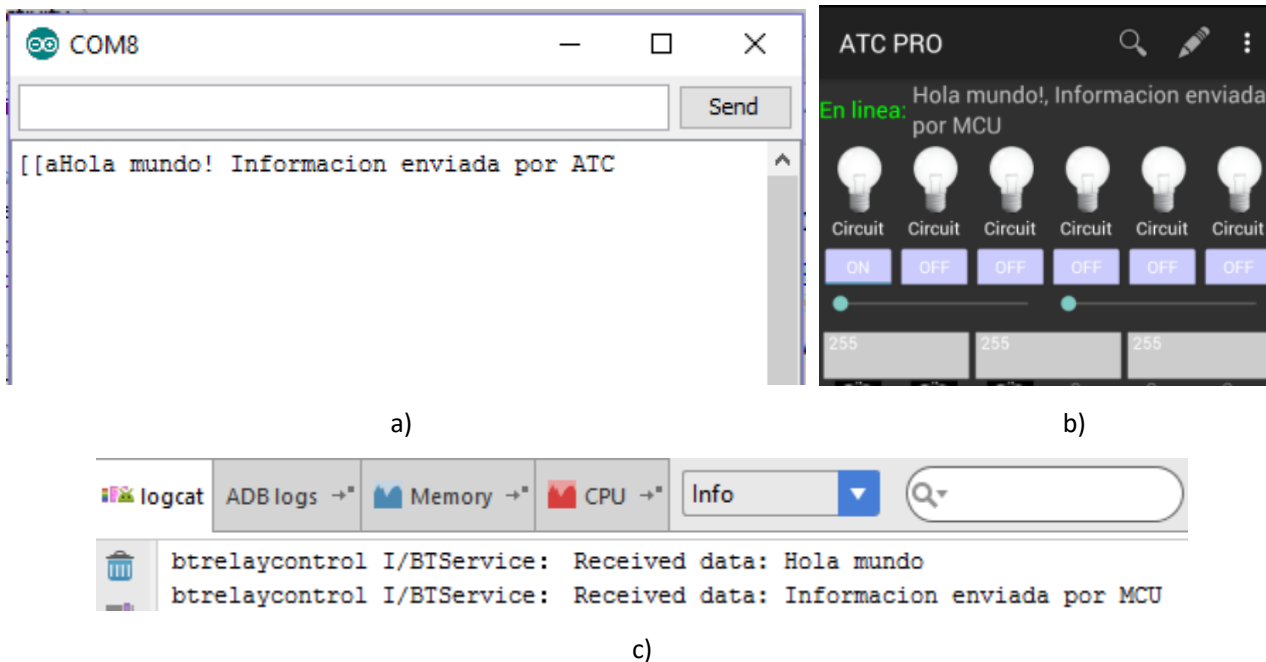 COM8
Send
[[aHola mundo! Informacion enviada por ATC
a)
ATC PRO
En linea: Hola mundo!, Informacion enviada
por MCU
Circuit Circuit Circuit Circuit Circuit Circuit
ON OFF OFF OFF OFF OFF
255 255 255
b)
logcat ADB logs Memory CPU Info
btrelaycontrol I/BTService: Received data: Hola mundo
btrelaycontrol I/BTService: Received data: Informacion enviada por MCU
c)